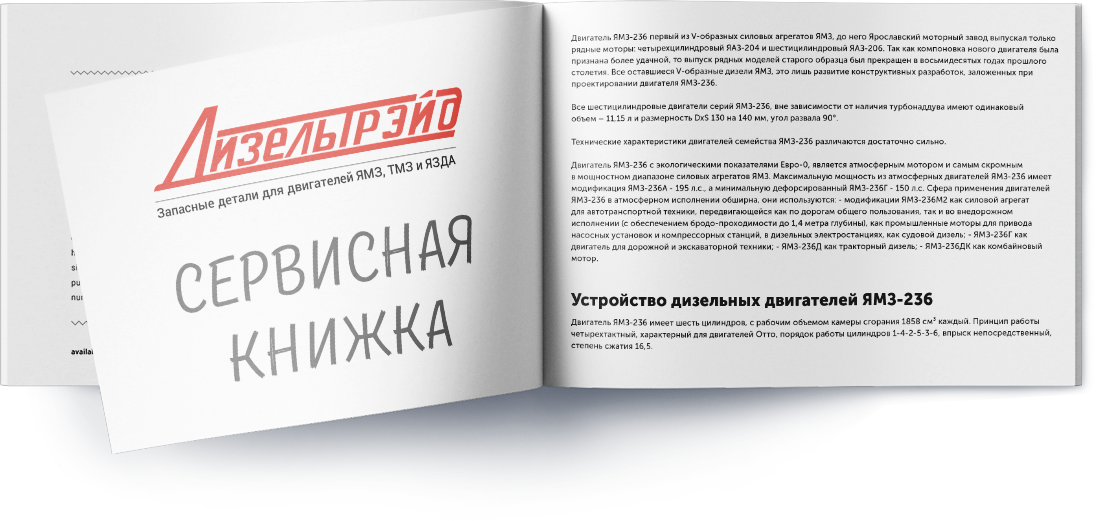 ДИЗЕЛЬТРЭЙД
Запасные детали для двигателей ЯМЗ, ТМЗ и ЯЗДА
СЕРВИСНАЯ
КНИЖКА
availa
Двигатель ЯМЗ-236 первый из V-образных силовых агрегатов ЯМЗ, до него Ярославский моторный завод выпускал только
рядные моторы: четырехцилиндровый ЯАЗ-204 и шестицилиндровый ЯАЗ-206. Так как компоновка нового двигателя была
признана более удачной, то выпуск рядных моделей старого образца был прекращен в восьмидесятых годах прошлого
столетия. Все оставшиеся V-образные дизели ЯМЗ, это лишь развитие конструктивных разработок, заложенных при
проектировании двигателя ЯМЗ-236.
Все шестицилиндровые двигатели серий ЯМЗ-236, вне зависимости от наличия турбонаддува имеют одинаковый
объем – 11,15 л и размерность DxS 130 на 140 мм, угол развала 90°.
Технические характеристики двигателей семейства ЯМЗ-236 различаются достаточно сильно.
Двигатель ЯМЗ-236 с экологическими показателями Евро-0, является атмосферным мотором и самым скромным
в мощностном диапазоне силовых агрегатов ЯМЗ. Максимальную мощность из атмосферных двигателей ЯМЗ-236 имеет
модификация ЯМЗ-236А - 195 л.с., а минимальную дефорсированный ЯМЗ-236Г - 150 л.с. Сфера применения двигателей
ЯМЗ-236 в атмосферном исполнении обширна, они используются: - модификации ЯМЗ-236М2 как силовой агрегат
для автотранспортной техники, передвигающейся как по дорогам общего пользования, так и во внедорожном
исполнении (с обеспечением бродо-проходимости до 1,4 метра глубины), как промышленные моторы для привода
насосных установок и компрессорных станций, в дизельных электростанциях, как судовой дизель; - ЯМЗ-236Г как
двигатель для дорожной и экскаваторной техники; - ЯМЗ-236Д как тракторный дизель; - ЯМЗ-236ДК как комбайновый
мотор.
Устройство дизельных двигателей ЯМЗ-236
Двигатель ЯМЗ-236 имеет шесть цилиндров, с рабочим объемом камеры сгорания 1858 см³ каждый. Принцип работы
четырехтактный, характерный для двигателей Отто, порядок работы цилиндров 1-4-2-5-3-6, впрыск непосредственный,
степень сжатия 16,5.